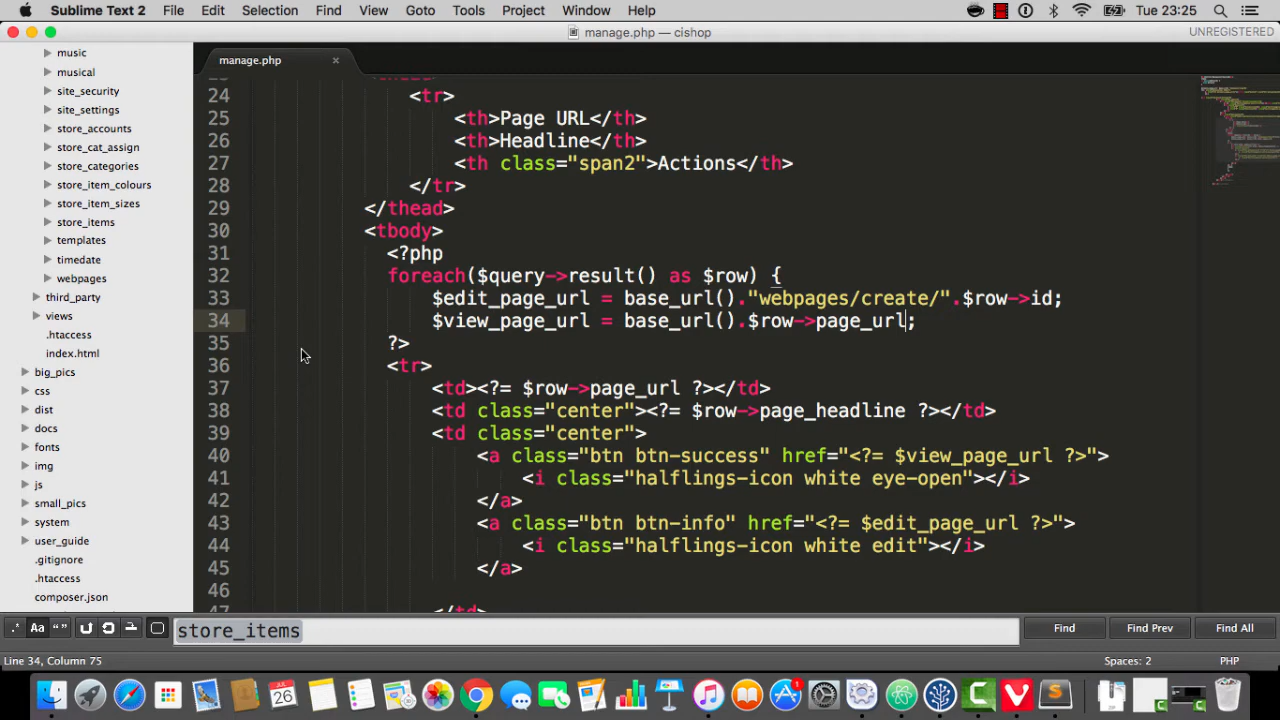 Sublime Text 2 File Edit Selection Find View Goto Tools Project Window Help Tue 23:25
manage.php — cishop UNREGISTERED
manage.php ×
music
musical
site_security
site_settings
store_accounts
store_cat_assign
store_categories
store_item_colours
store_item_sizes
store_items
templates
timedate
webpages
third_party
views
.htaccess
index.html
big_pics
css
dist
docs
fonts
img
js
small_pics
system
user_guide
.gitignore
.htaccess
composer.json
24 <tr>
25 <th>Page URL</th>
26 <th>Headline</th>
27 <th class="span2">Actions</th>
28 </tr>
29 </thead>
30 <tbody>
31 <?php
32 foreach($query->result() as $row) {
33 $edit_page_url = base_url()."webpages/create/".$row->id;
34 $view_page_url = base_url().$row->page_url;
35 ?>
36 <tr>
37 <td><?= $row->page_url ?></td>
38 <td class="center"><?= $row->page_headline ?></td>
39 <td class="center">
40 <a class="btn btn-success" href="<?= $view_page_url ?>">
41 <i class="halflings-icon white eye-open"></i>
42 </a>
43 <a class="btn btn-info" href="<?= $edit_page_url ?>">
44 <i class="halflings-icon white edit"></i>
45 </a>
46
47 </td>
.* Aa “” store_items Find Find Prev Find All
Line 34, Column 75 Spaces: 2 PHP
26
1